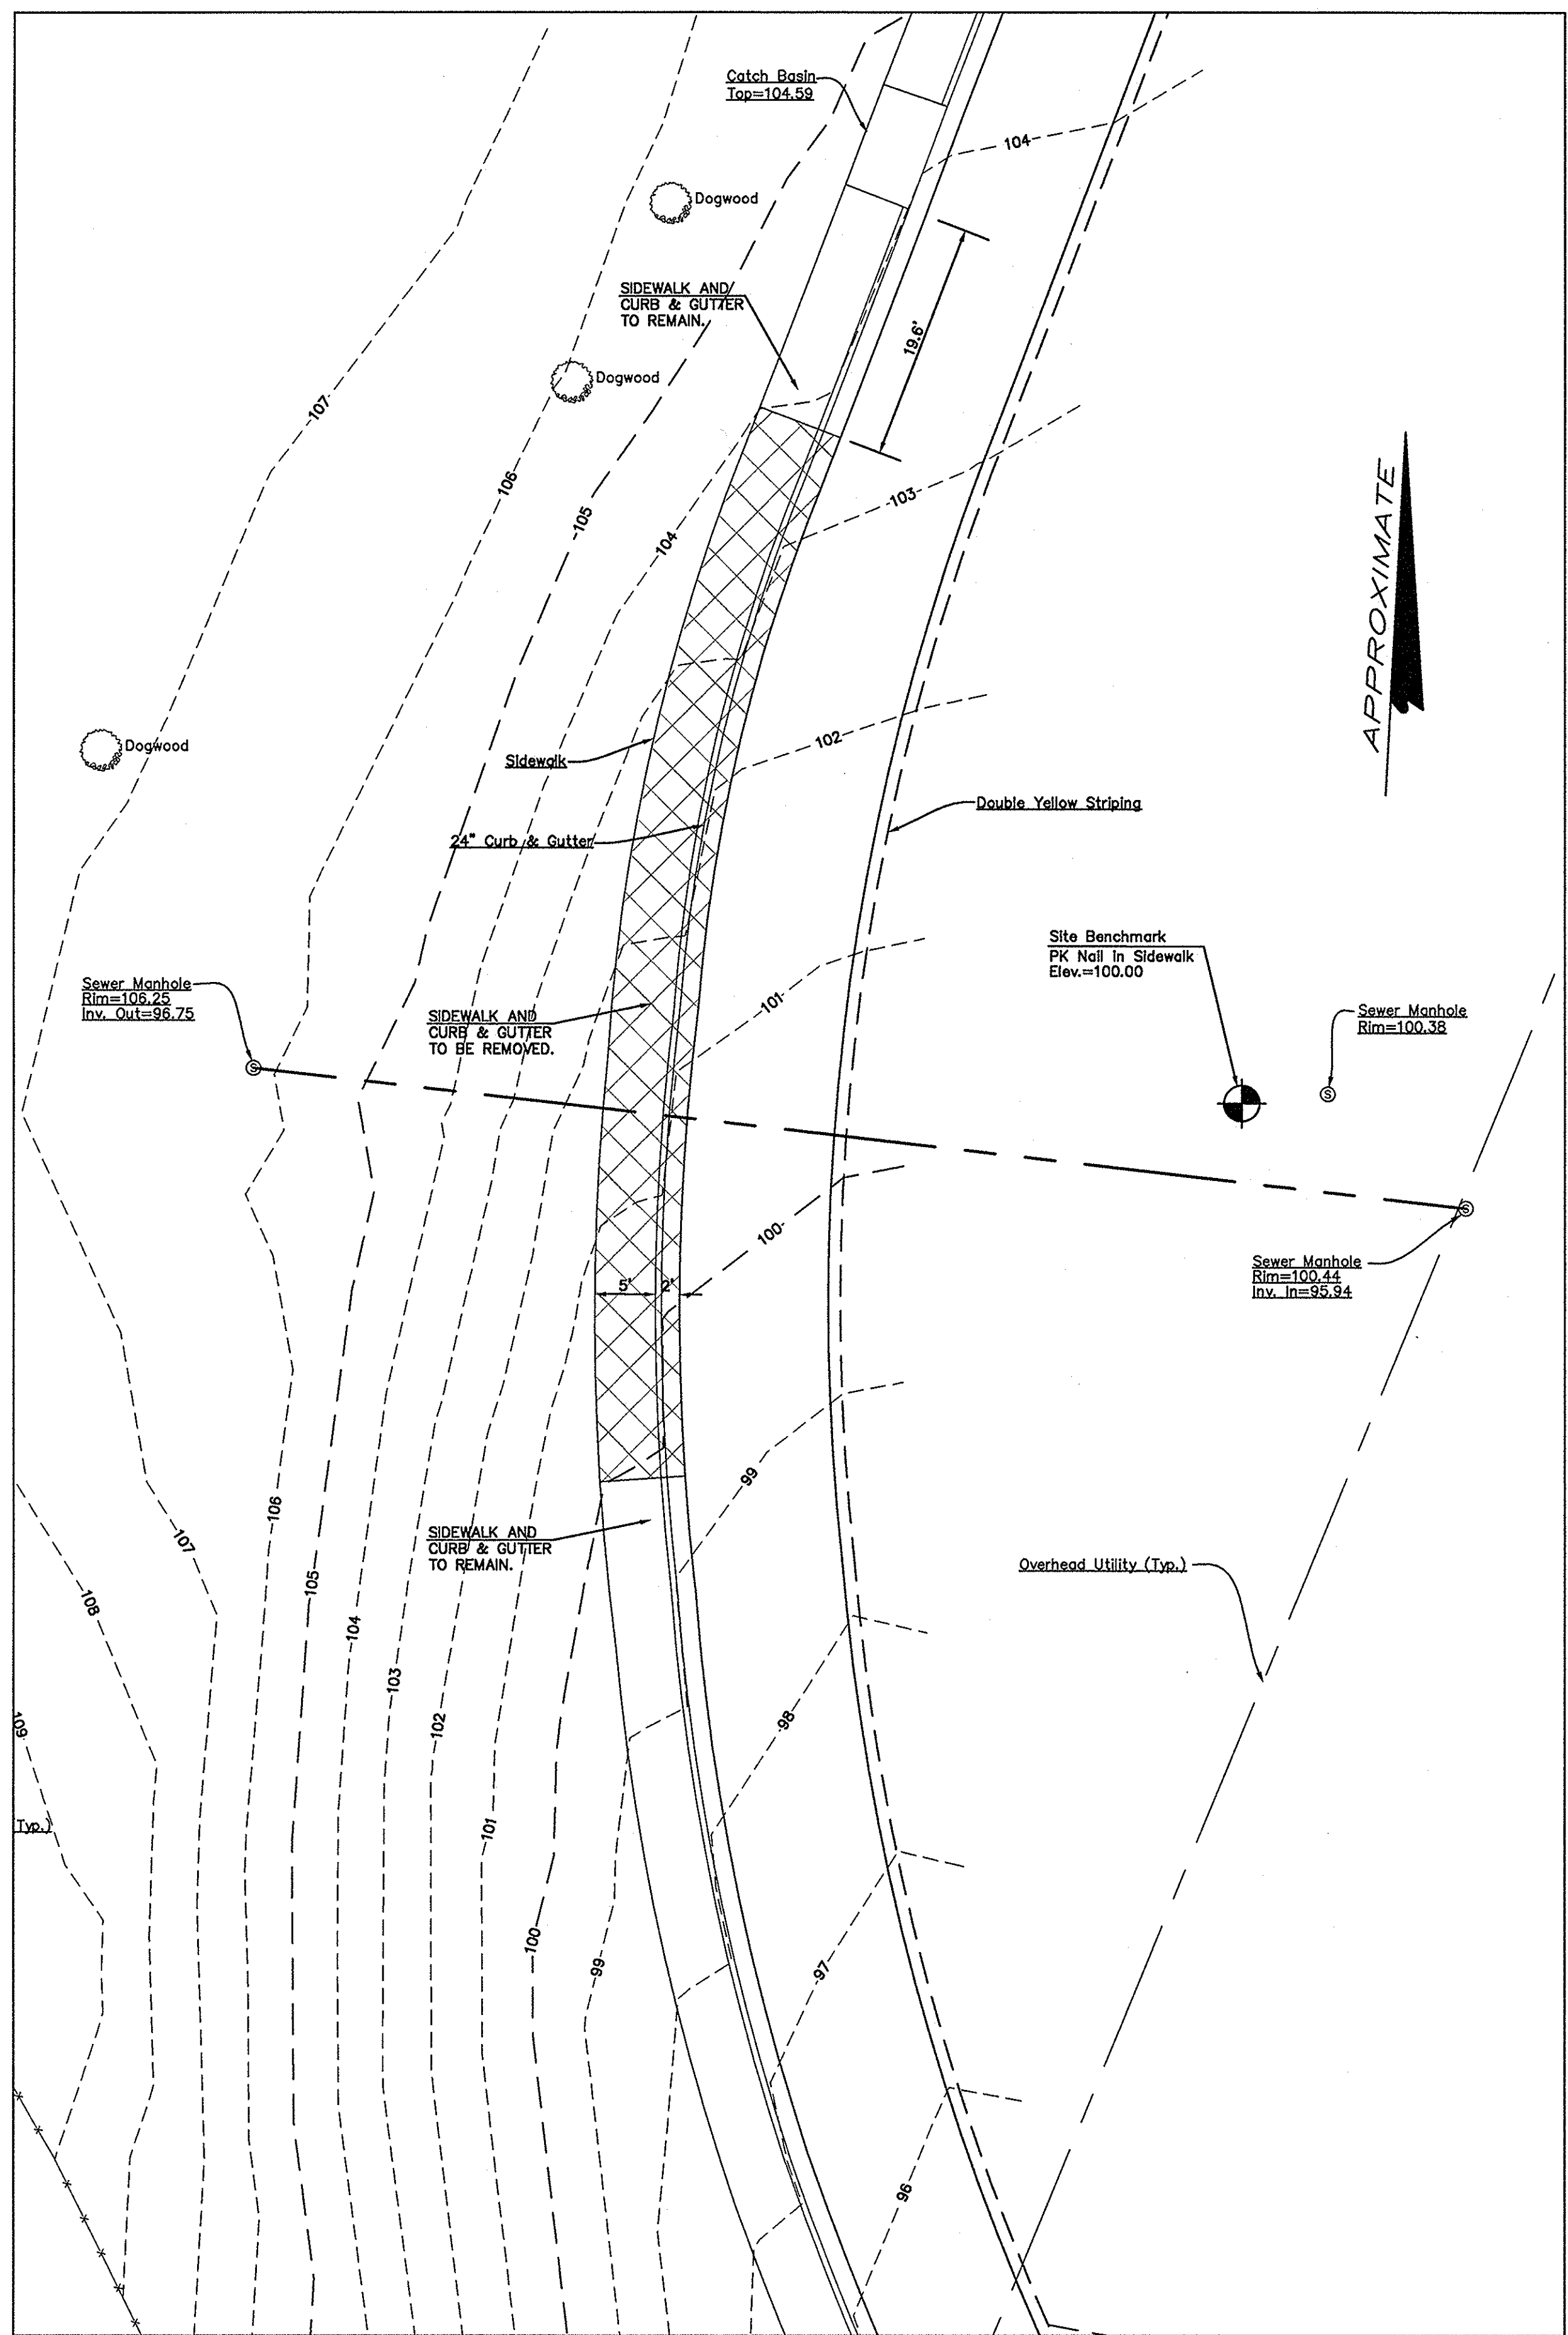 Catch Basin
Top=104.59
104
Dogwood
SIDEWALK AND
CURB & GUTTER
TO REMAIN.
19.6'
Dogwood
107
106
105
104
103
APPROXIMATE
Dogwood
Sidewalk
102
Double Yellow Striping
24" Curb & Gutter
Site Benchmark
PK Nail in Sidewalk
Elev.=100.00
Sewer Manhole
Rim=106.25
Inv. Out=96.75
101
SIDEWALK AND
CURB & GUTTER
TO BE REMOVED.
Sewer Manhole
Rim=100.38
S
S
S
100
Sewer Manhole
Rim=100.44
Inv. In=95.94
5'
2'
99
106
107
SIDEWALK AND
CURB & GUTTER
TO REMAIN.
Overhead Utility (Typ.)
108
105
104
103
102
98
109
(Typ.)
101
100
99
97
96